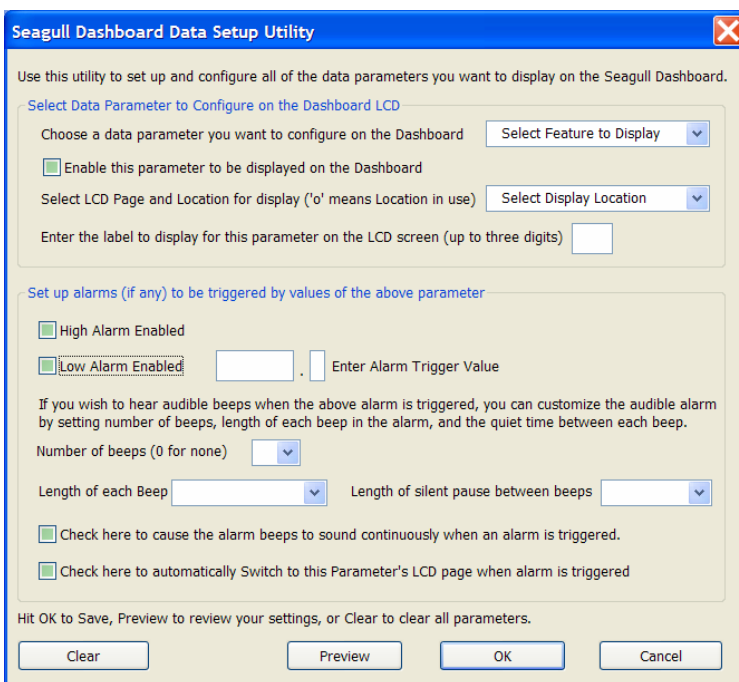 Seagull Dashboard Data Setup Utility
Use this utility to set up and configure all of the data parameters you want to display on the Seagull Dashboard.
Select Data Parameter to Configure on the Dashboard LCD
Choose a data parameter you want to configure on the Dashboard Select Feature to Display
Enable this parameter to be displayed on the Dashboard
Select LCD Page and Location for display ('o' means Location in use) Select Display Location
Enter the label to display for this parameter on the LCD screen (up to three digits)
Set up alarms (if any) to be triggered by values of the above parameter
High Alarm Enabled
Low Alarm Enabled . Enter Alarm Trigger Value
If you wish to hear audible beeps when the above alarm is triggered, you can customize the audible alarm
by setting number of beeps, length of each beep in the alarm, and the quiet time between each beep.
Number of beeps (0 for none)
Length of each Beep Length of silent pause between beeps
Check here to cause the alarm beeps to sound continuously when an alarm is triggered.
Check here to automatically Switch to this Parameter's LCD page when alarm is triggered
Hit OK to Save, Preview to review your settings, or Clear to clear all parameters.
Clear Preview OK Cancel